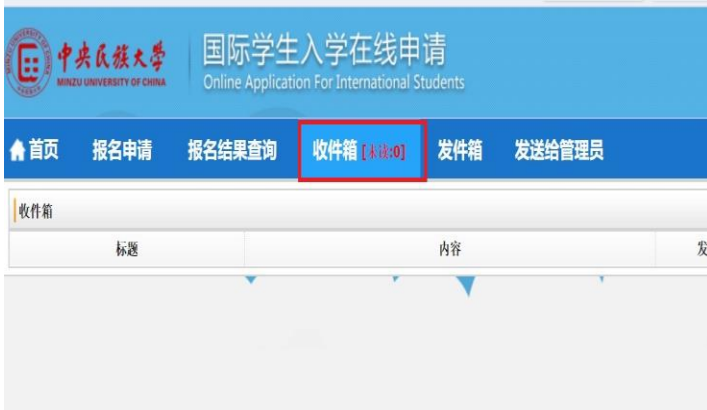 中央民族大学
MINZU UNIVERSITY OF CHINA
国际学生入学在线申请
Online Application For International Students
首页 报名申请 报名结果查询 收件箱 [未读:0] 发件箱 发送给管理员
收件箱
标题 内容 发